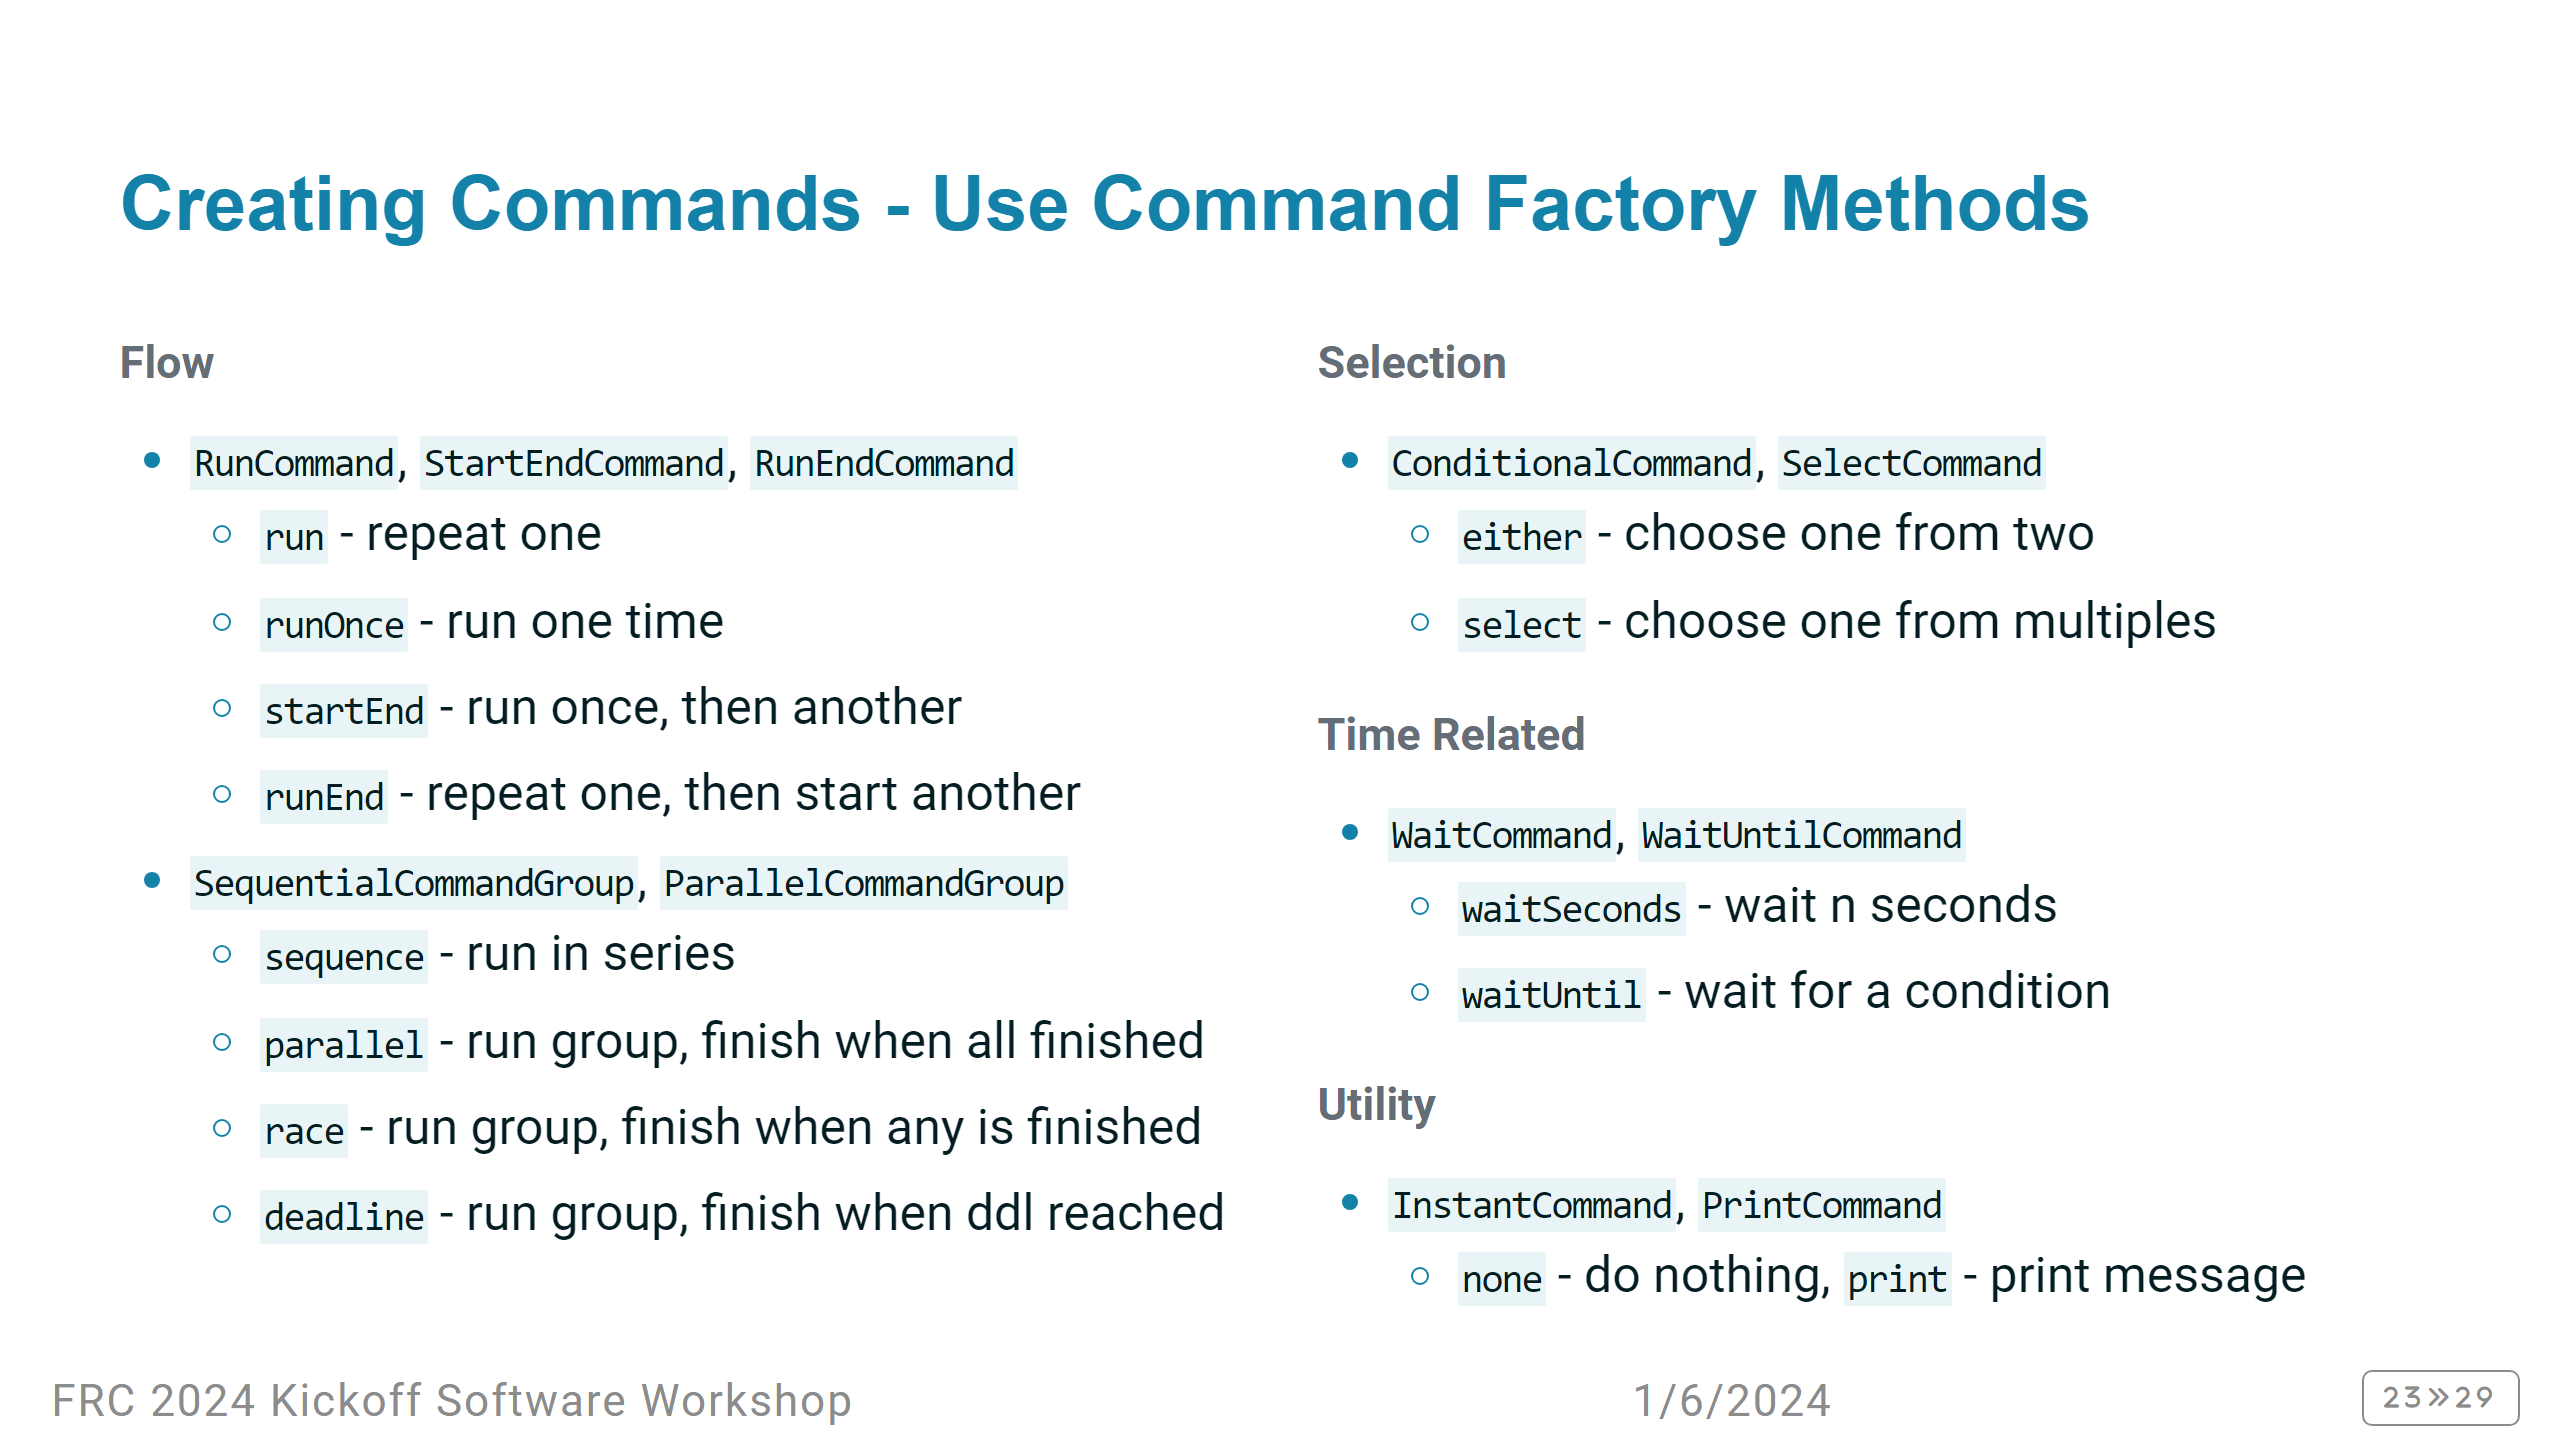 Creating Commands - Use Command Factory Methods
Flow
RunCommand, StartEndCommand, RunEndCommand
run - repeat one
runOnce - run one time
startEnd - run once, then another
runEnd - repeat one, then start another
SequentialCommandGroup, ParallelCommandGroup
sequence - run in series
parallel - run group, finish when all finished
race - run group, finish when any is finished
deadline - run group, finish when ddl reached
Selection
ConditionalCommand, SelectCommand
either - choose one from two
select - choose one from multiples
Time Related
WaitCommand, WaitUntilCommand
waitSeconds - wait n seconds
waitUntil - wait for a condition
Utility
InstantCommand, PrintCommand
none - do nothing, print - print message
FRC 2024 Kickoff Software Workshop
1/6/2024
23»29